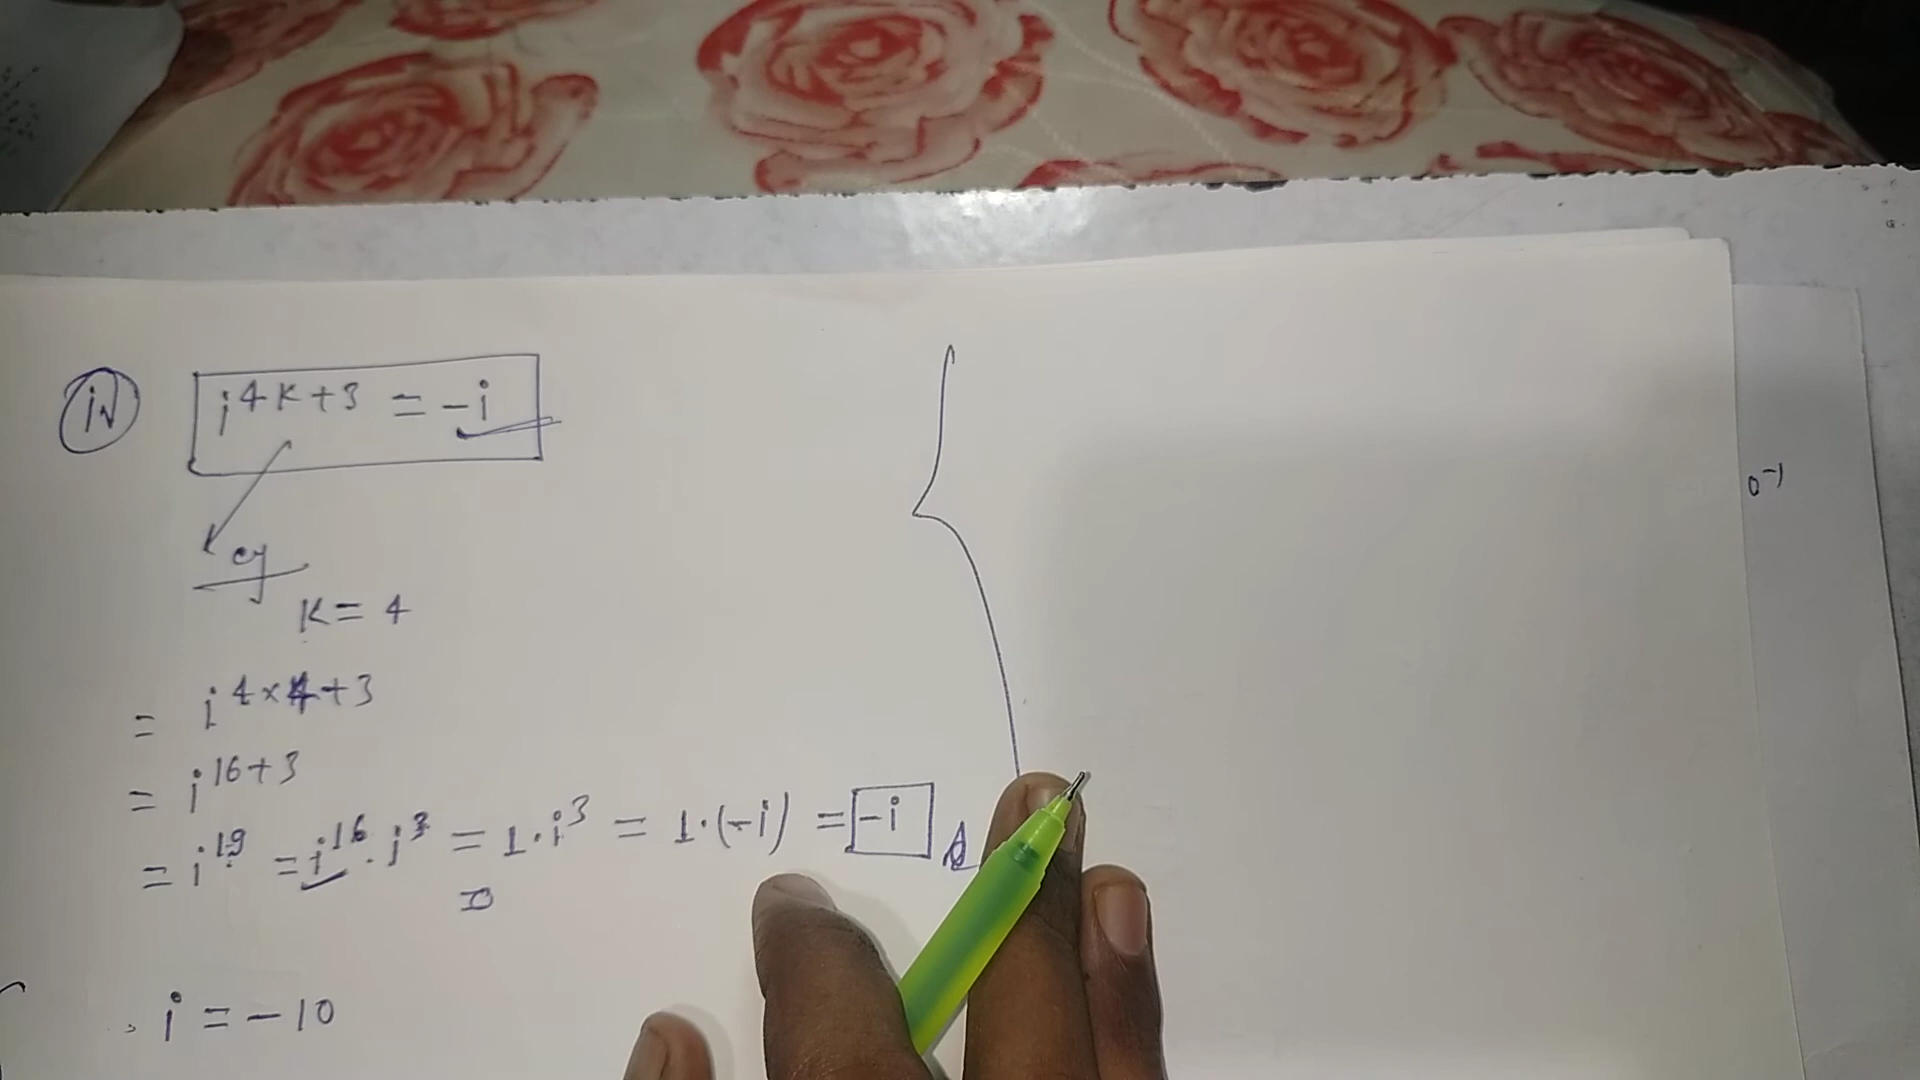 iv i^{4k+3} = -i
eg
k = 4
= i^{4×4+3}
= i^{16+3}
= i^{19} = i^{16} · i^3 = 1 · i^3 = 1 · (-i) = -i
i = -10